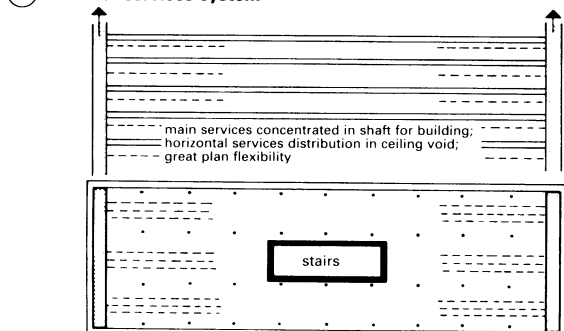 services system
main services concentrated in shaft for building;
horizontal services distribution in ceiling void;
great plan flexibility
stairs